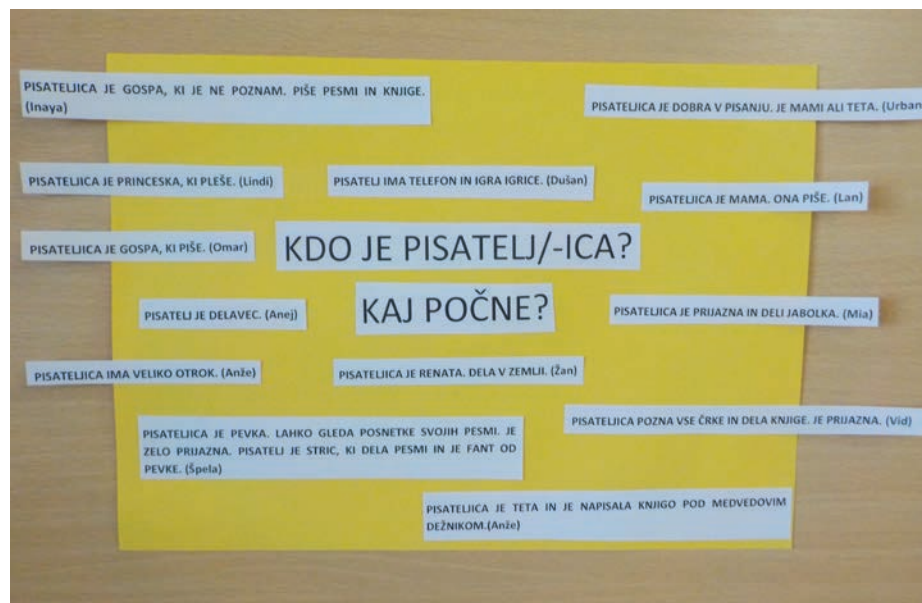 PISATELJICA JE GOSPA, KI JE NE POZNAM. PIŠE PESMI IN KNJIGE.
(Inaya)
PISATELJICA JE DOBRA V PISANJU. JE MAMI ALI TETA. (Urban
PISATELJICA JE PRINCESKA, KI PLEŠE. (Lindi)
PISATELJ IMA TELEFON IN IGRA IGRICE. (Dušan)
PISATELJICA JE MAMA. ONA PIŠE. (Lan)
PISATELJICA JE GOSPA, KI PIŠE. (Omar)
KDO JE PISATELJ/-ICA?
KAJ POČNE?
PISATELJ JE DELAVEC. (Anej)
PISATELJICA JE PRIJAZNA IN DELI JABOLKA. (Mia)
PISATELJICA IMA VELIKO OTROK. (Anže)
PISATELJICA JE RENATA. DELA V ZEMLJI. (Žan)
PISATELJICA POZNA VSE ČRKE IN DELA KNJIGE. JE PRIJAZNA. (Vid)
PISATELJICA JE PEVKA. LAHKO GLEDA POSNETKE SVOJIH PESMI. JE
ZELO PRIJAZNA. PISATELJ JE STRIC, KI DELA PESMI IN JE FANT OD
PEVKE. (Špela)
PISATELJICA JE TETA IN JE NAPISALA KNJIGO POD MEDVEDOVIM
DEŽNIKOM.(Anže)